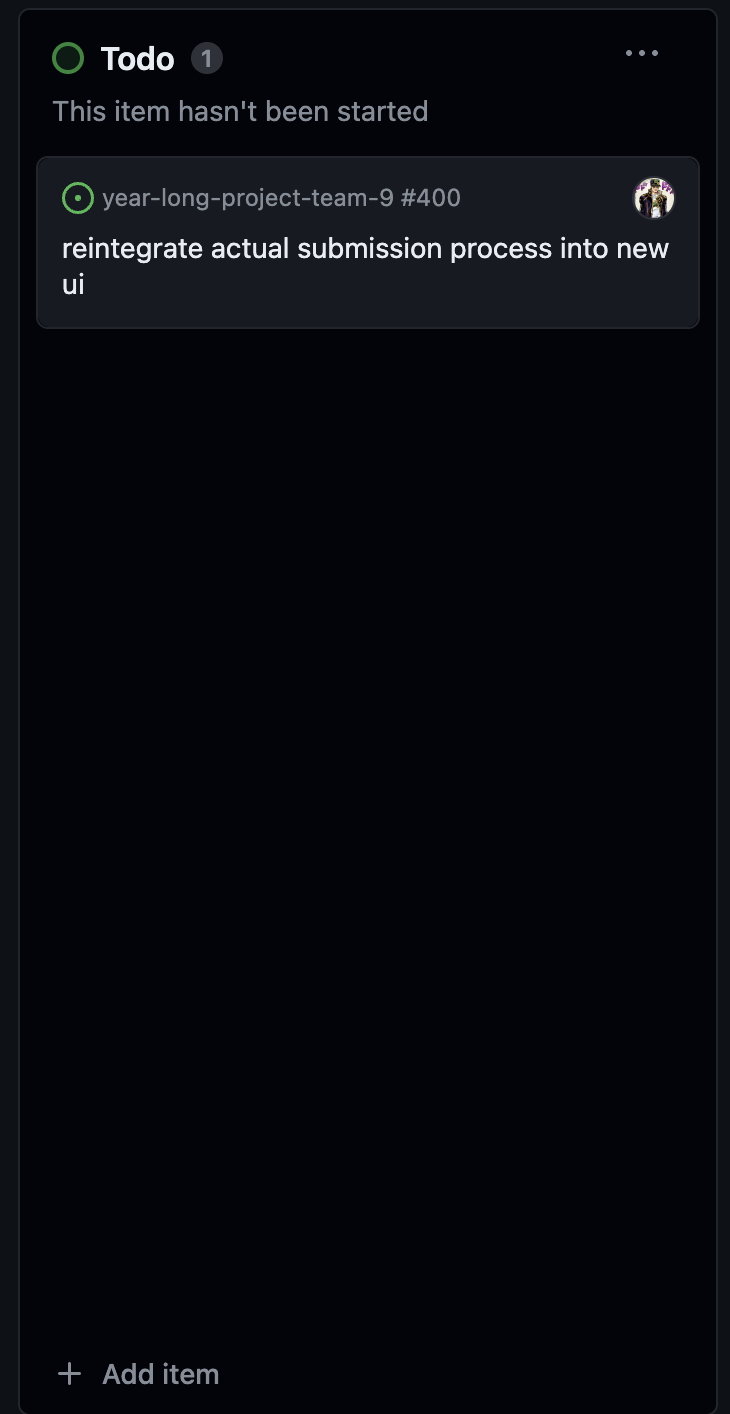 Todo 1
This item hasn't been started
year-long-project-team-9 #400
reintegrate actual submission process into new
ui
Add item